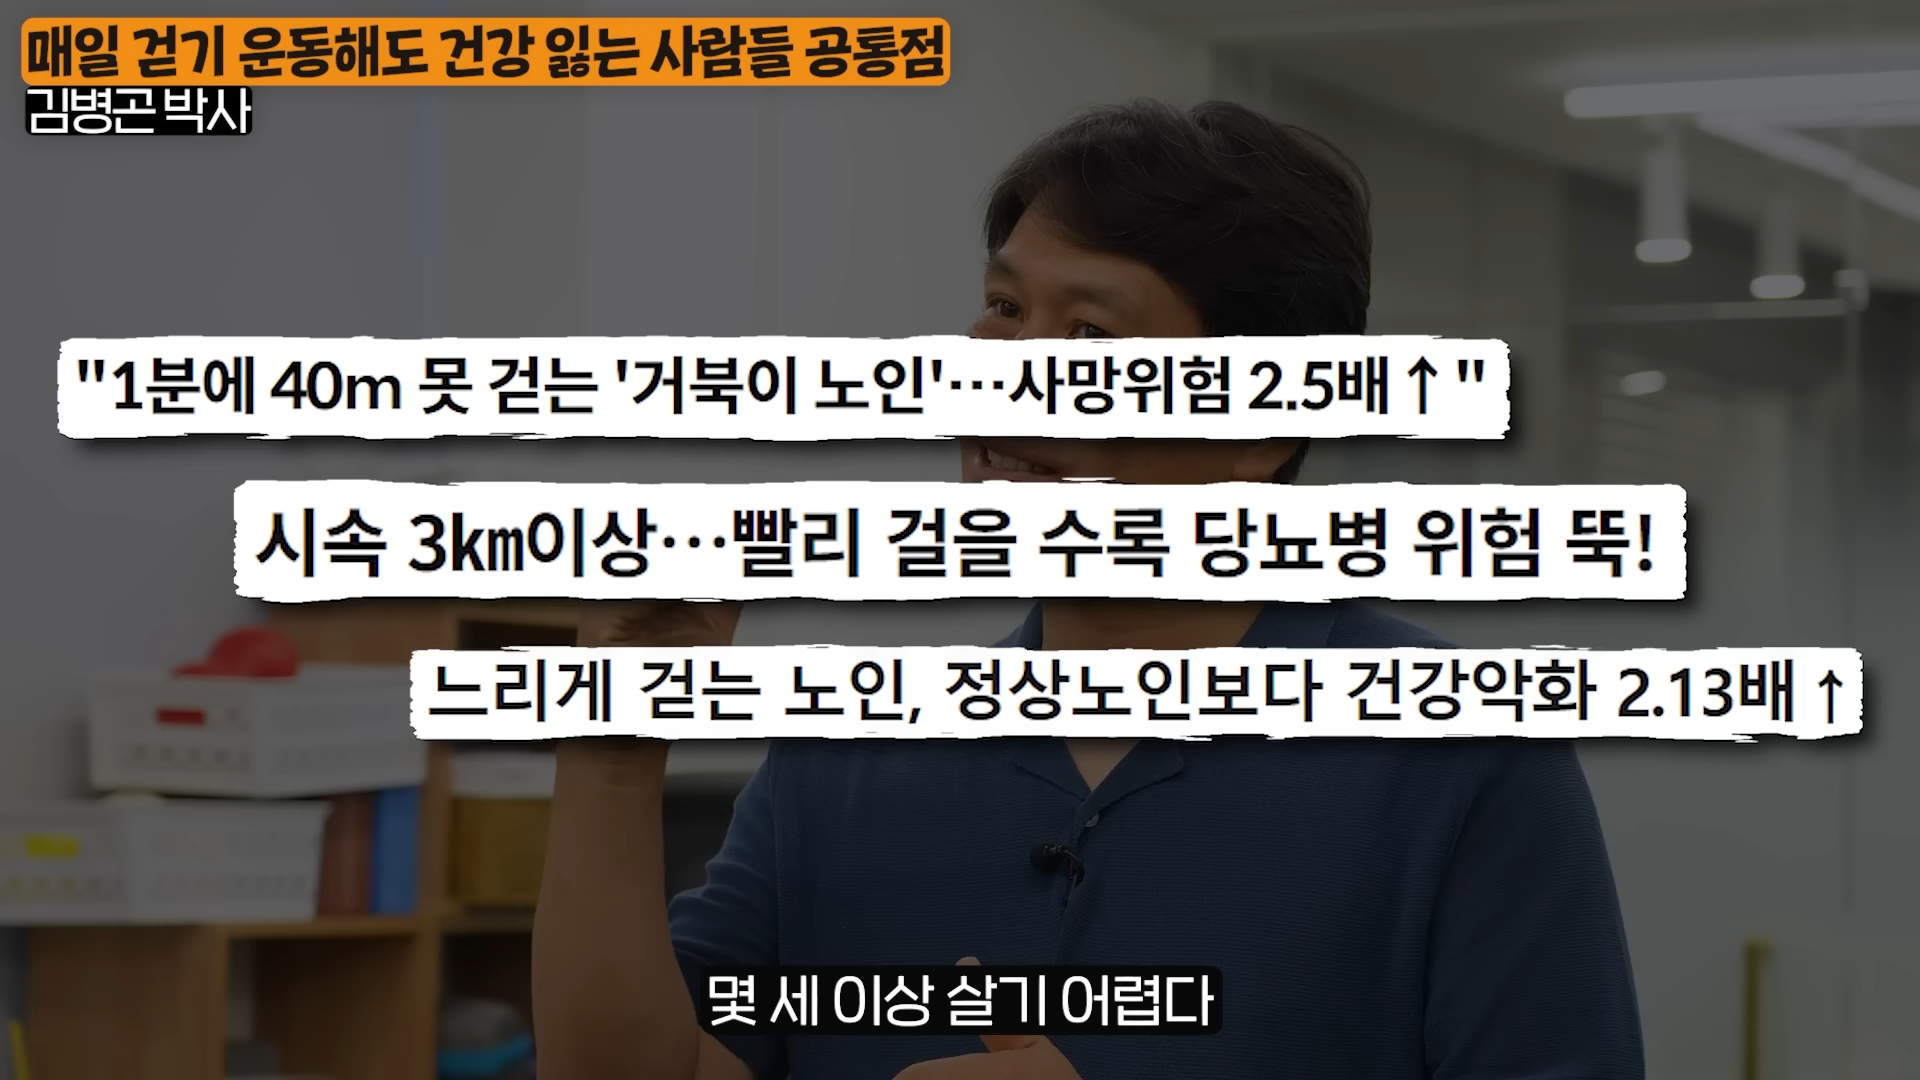 매일 걷기 운동해도 건강 잃는 사람들 공통점
김병곤 박사
"1분에 40m 못 걷는 '거북이 노인'…사망위험 2.5배↑"
시속 3㎞이상…빨리 걸을 수록 당뇨병 위험 뚝!
느리게 걷는 노인, 정상노인보다 건강악화 2.13배↑
몇 세 이상 살기 어렵다